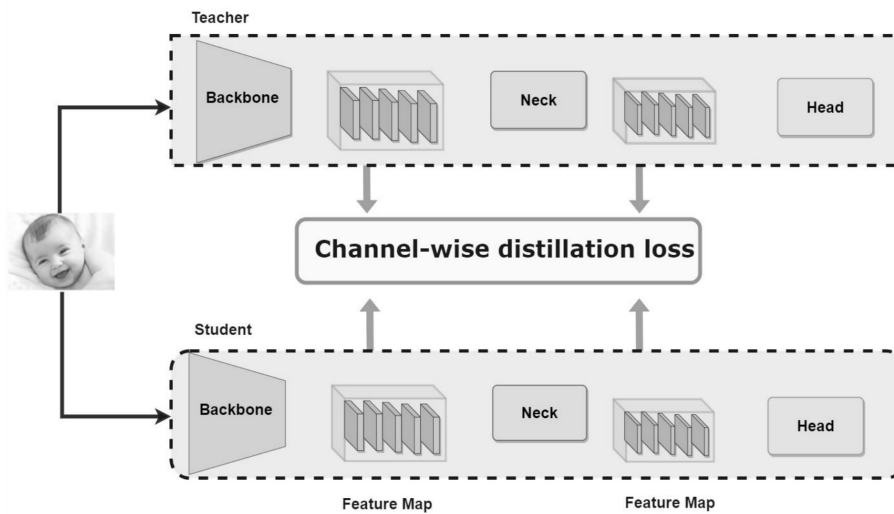 Teacher
Backbone
Neck
Head
Channel-wise distillation loss
Student
Backbone
Neck
Head
Feature Map
Feature Map